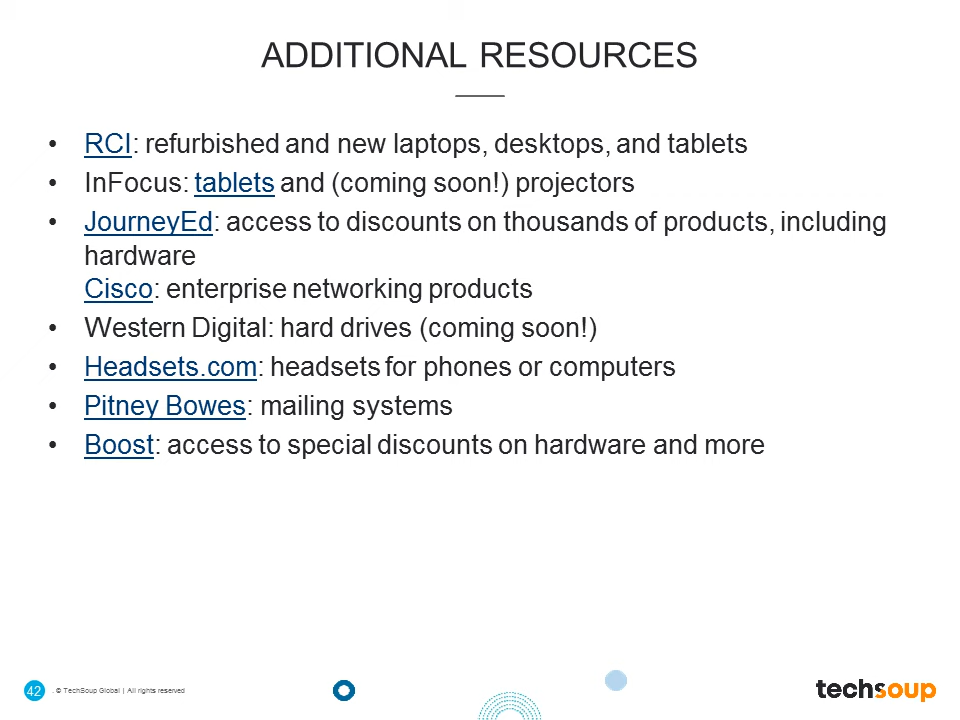 ADDITIONAL RESOURCES
• RCI: refurbished and new laptops, desktops, and tablets
• InFocus: tablets and (coming soon!) projectors
• JourneyEd: access to discounts on thousands of products, including
hardware
Cisco: enterprise networking products
• Western Digital: hard drives (coming soon!)
• Headsets.com: headsets for phones or computers
• Pitney Bowes: mailing systems
• Boost: access to special discounts on hardware and more
42 . © TechSoup Global | All rights reserved
techsoup